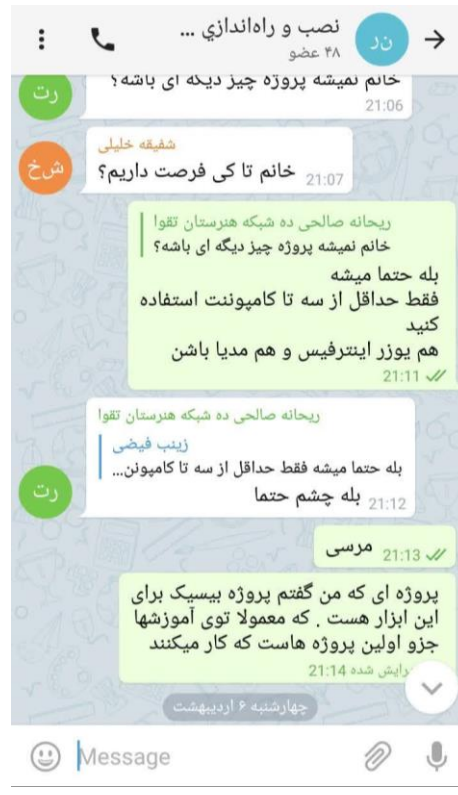 نصب و راه‌اندازي ...
نر
۴۸ عضو
خانم نمیشه پروژه چیز دیگه ای باشه؟
21:06
رت
شفیقه خلیلی
خانم تا کی فرصت داریم؟
21:07
ش‌خ
ریحانه صالحی ده شبکه هنرستان تقوا
خانم نمیشه پروژه چیز دیگه ای باشه؟
بله حتما میشه
فقط حداقل از سه تا کامپوننت استفاده
کنید
هم یوزر اینترفیس و هم مدیا باشن
21:11
ریحانه صالحی ده شبکه هنرستان تقوا
زینب فیضی
بله حتما میشه فقط حداقل از سه تا کامپونن...
بله چشم حتما
21:12
رت
مرسی
21:13
پروژه ای که من گفتم پروژه بیسیک برای
این ابزار هست . که معمولا توی آموزشها
جزو اولین پروژه هاست که کار میکنند
21:14
چهارشنبه ۶ اردیبهشت
Message